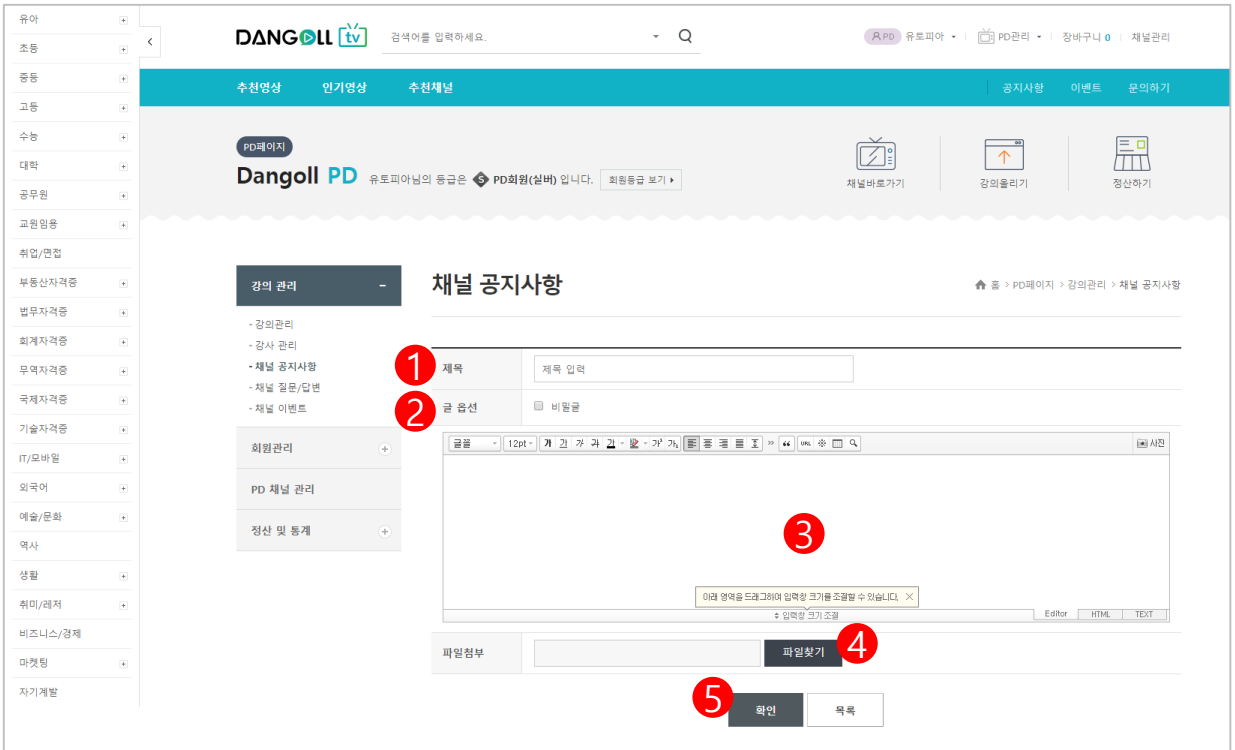 유아
초등
중등
고등
수능
대학
공무원
교원임용
취업/면접
부동산자격증
법무자격증
회계자격증
무역자격증
국제자격증
기술자격증
IT/모바일
외국어
예술/문화
역사
생활
취미/레저
비즈니스/경제
마켓팅
자기계발
DANGOLL tv
검색어를 입력하세요.
PD 유토피아 PD관리 장바구니 0 채널관리
추천영상 인기영상 추천채널
공지사항 이벤트 문의하기
PD페이지
Dangoll PD 유토피아님의 등급은 S PD회원(실버) 입니다. 회원등급 보기
채널바로가기 강의올리기 정산하기
강의 관리
- 강의관리
- 강사 관리
- 채널 공지사항
- 채널 질문/답변
- 채널 이벤트
회원관리
PD 채널 관리
정산 및 통계
채널 공지사항
홈 > PD페이지 > 강의관리 > 채널 공지사항
1 제목 제목 입력
2 글 옵션 비밀글
글꼴 12pt 가 가 가 가 가 가² 가₂ URL 사진
3
아래 영역을 드래그하여 입력창 크기를 조절할 수 있습니다.
입력창 크기 조절
Editor HTML TEXT
파일첨부 파일찾기 4
5 확인 목록